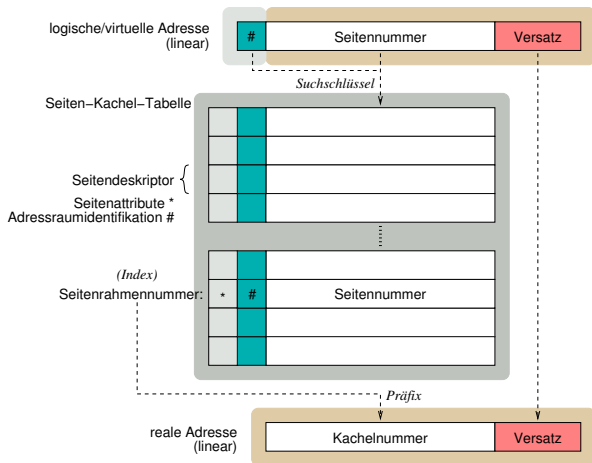 logische/virtuelle Adresse
(linear)
# Seitennummer Versatz
Suchschlüssel
Seiten−Kachel−Tabelle
Seitendeskriptor
Seitenattribute *
Adressraumidentifikation #
(Index)
Seitenrahmennummer: * # Seitennummer
Präfix
reale Adresse
(linear)
Kachelnummer Versatz